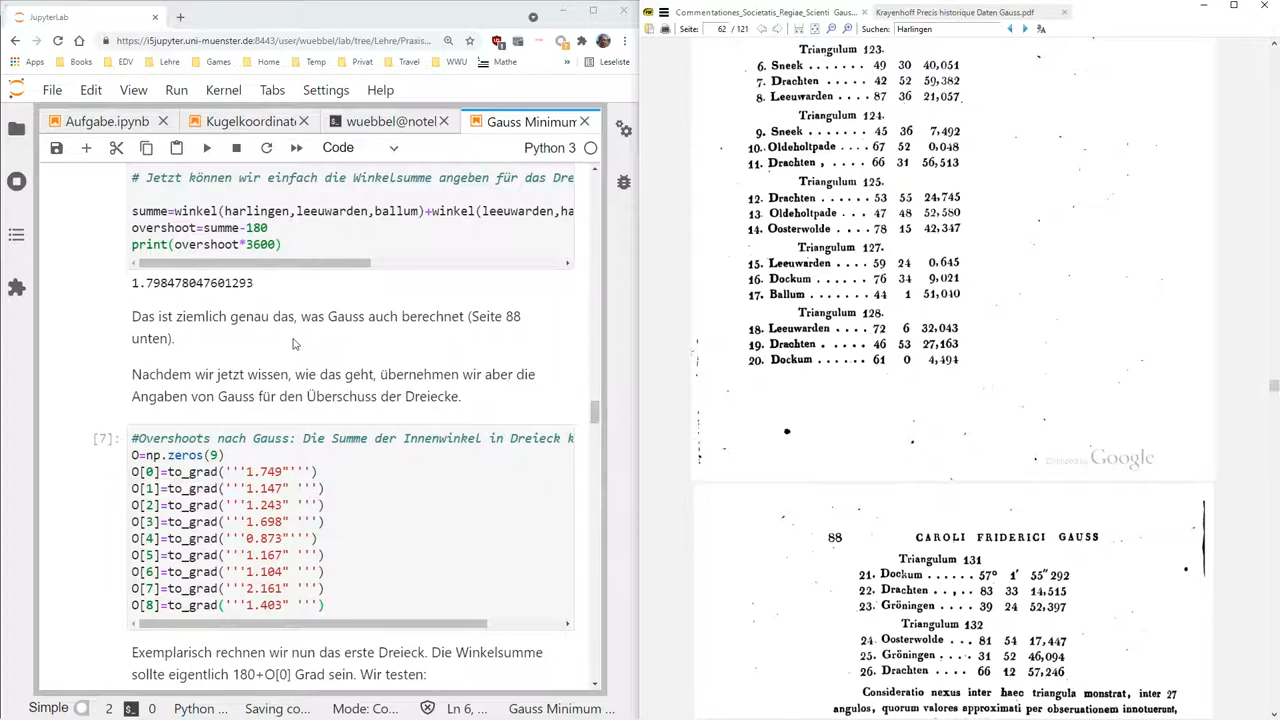 JupyterLab
https://jsjupyter.uni-muenster.de:8443/user/wuebbel/tree/Lehre/Praxis...
Books
EDV
Lehre
Games
Reisen
WWU
Mathe
Leseliste
File Edit View Run Kernel Tabs Settings Help
Aufgabe.ipynb
Kugelkoordinate
wuebbel@notel
Gauss Minimum
Code
Python 3
# Jetzt können wir einfach die Winkelsumme angeben für das Dre
summe=winkel(harlingen,leeuwarden,ballum)+winkel(leeuwarden,ha
overshoot=summe-180
print(overshoot*3600)
1.798478047601293
Das ist ziemlich genau das, was Gauss auch berechnet (Seite 88
unten).
Nachdem wir jetzt wissen, wie das geht, übernehmen wir aber die
Angaben von Gauss für den Überschuss der Dreiecke.
[7]:
#Overshoots nach Gauss: Die Summe der Innenwinkel in Dreieck k
O=np.zeros(9)
O[0]=to_grad('''1.749"''')
O[1]=to_grad('''1.147" ''')
O[2]=to_grad('''1.243" ''')
O[3]=to_grad('''1.698" ''')
O[4]=to_grad('''0.873" ''')
O[5]=to_grad('''1.167" ''')
O[6]=to_grad('''1.104" ''')
O[7]=to_grad('''2.161" ''')
O[8]=to_grad('''1.403" ''')
Exemplarisch rechnen wir nun das erste Dreieck. Die Winkelsumme
sollte eigentlich 180+O[0] Grad sein. Wir testen:
Simple 2 0 Python ... Saving co... Mode: Co... Ln 6, ... Gauss Minimum ...
Commentationes_Societatis_Regiae_Scienti Gaus...
Krayenhoff Precis historique Daten Gauss.pdf
Seite: 62 / 121 Suchen: Harlingen
Triangulum 123.
6. Sneek . . . . . . . 49 30 40,051
7. Drachten . . . . . 42 52 59,382
8. Leeuwarden . . . . 87 36 21,057
Triangulum 124.
9. Sneek . . . . . . . 45 36 7,492
10. Oldeholtpade . . . . 67 52 0,048
11. Drachten , . . . . . 66 31 56,513
Triangulum 125.
12. Drachten . . . . . . 53 55 24,745
13. Oldeholtpade . . . . 47 48 52,580
14. Oosterwolde . . . . 78 15 42,347
Triangulum 127.
15. Leeuwarden . . . . 59 24 0,645
16. Dockum . . . . . . 76 34 9,021
17. Ballum . . . . . . . 44 1 51,040
Triangulum 128.
18. Leeuwarden . . . . 72 6 32,043
19. Drachten . . . . . . 46 53 27,163
20. Dockum . . . . . . 61 0 4,494
Digitized by Google
88 CAROLI FRIDERICI GAUSS
Triangulum 131
21. Dockum . . . . . . 57° 1′ 55″ 292
22. Drachten . . , . . 83 33 14,515
23. Gröningen . . . . 39 24 52,397
Triangulum 132
24. Oosterwolde . . . 81 54 17,447
25. Gröningen . . . . 31 52 46,094
26. Drachten . . . . 66 12 57,246
Consideratio nexus inter haec triangula monstrat, inter 27
angulos, quorum valores approximati per observationem innotuerunt,